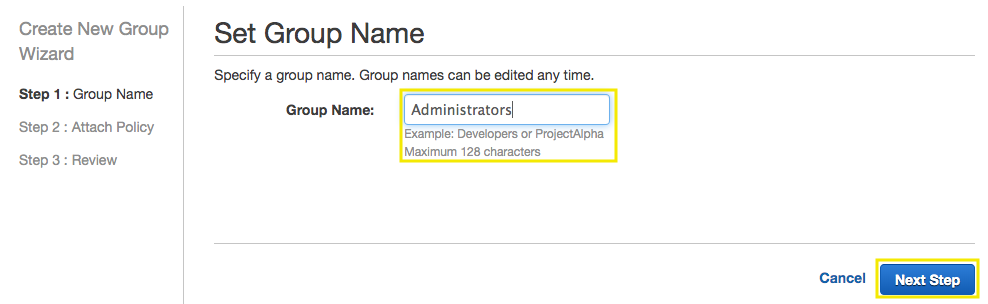 Create New Group
Wizard
Step 1 : Group Name
Step 2 : Attach Policy
Step 3 : Review
Set Group Name
Specify a group name. Group names can be edited any time.
Group Name: Administrators
Example: Developers or ProjectAlpha
Maximum 128 characters
Cancel Next Step